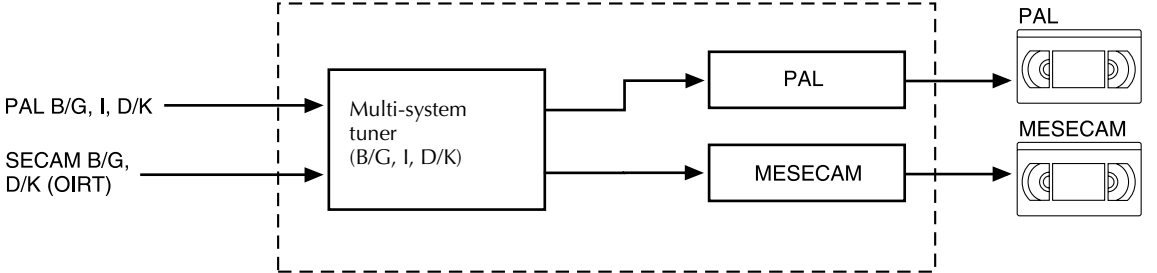 PAL B/G, I, D/K
SECAM B/G,
D/K (OIRT)
Multi-system
tuner
(B/G, I, D/K)
PAL
MESECAM
PAL
MESECAM